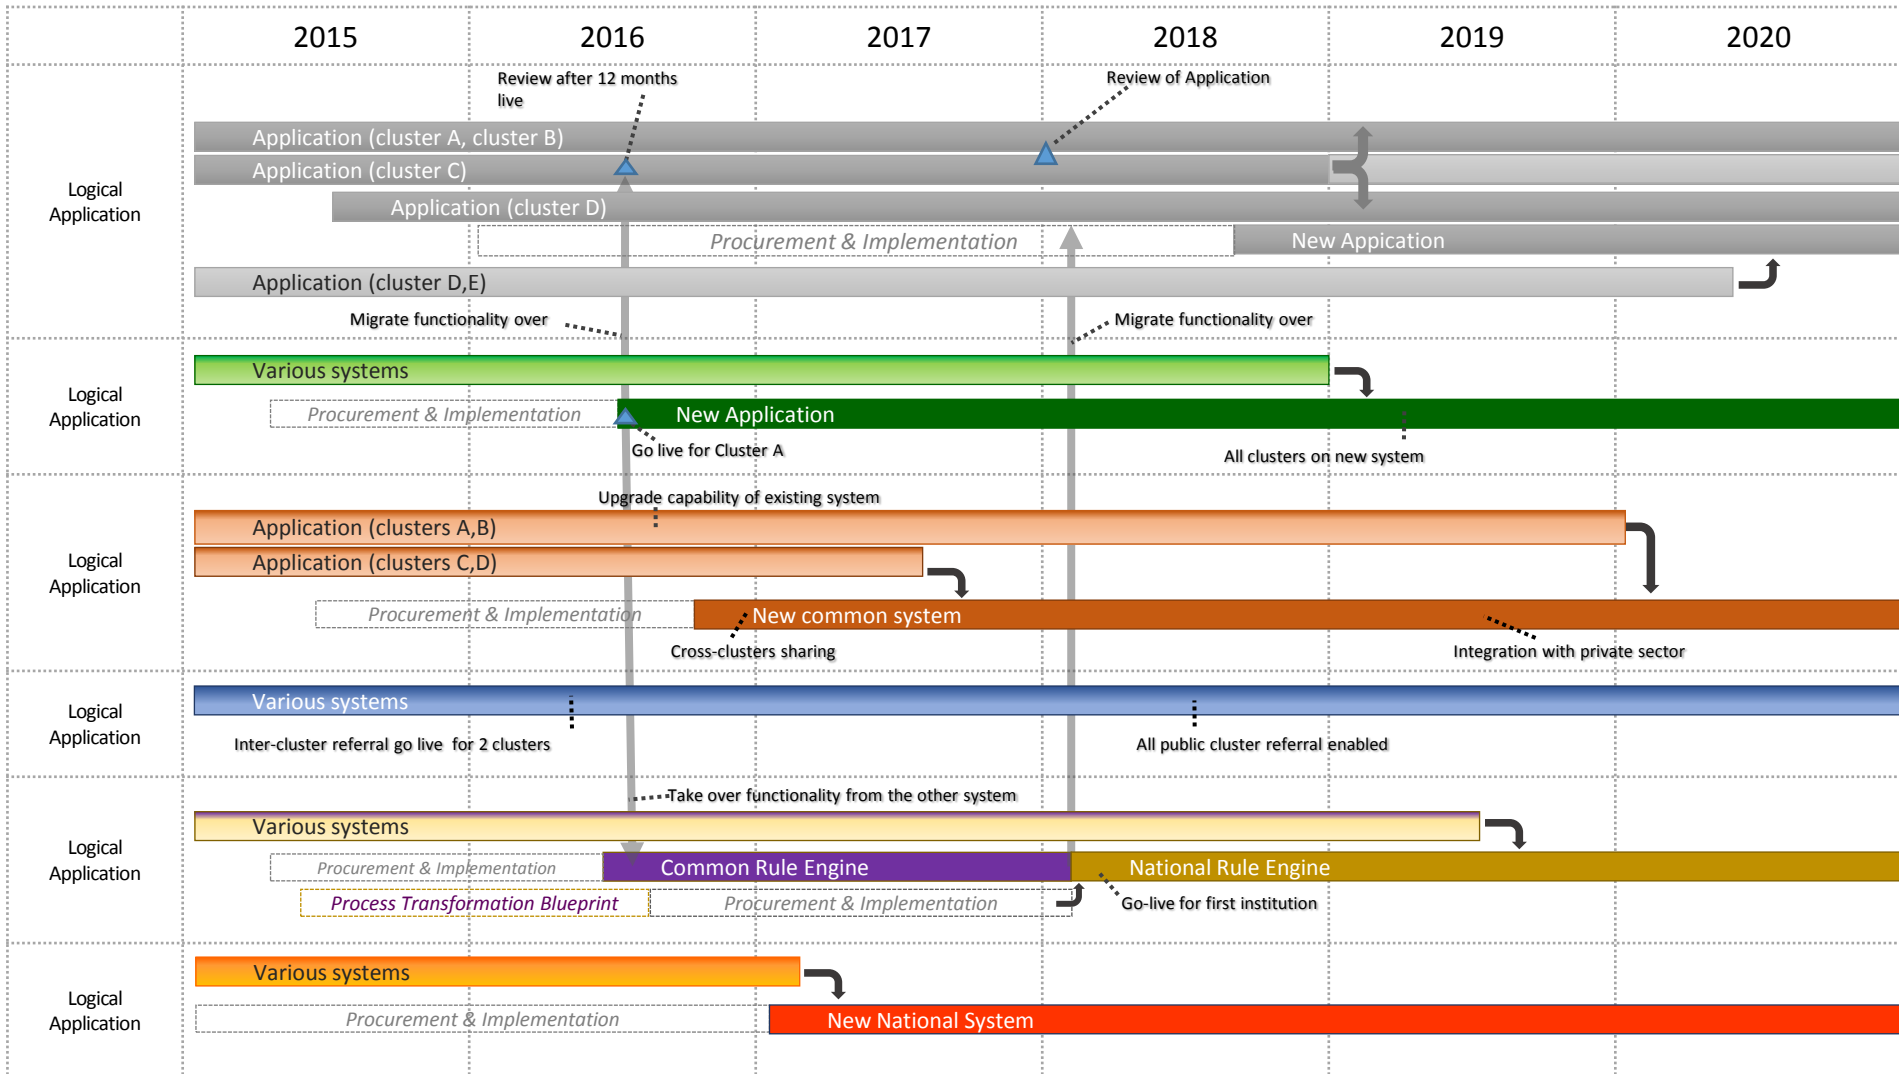 2015 2016 2017 2018 2019 2020
Review after 12 months
live
Review of Application
Application (cluster A, cluster B)
Application (cluster C)
Logical
Application
Application (cluster D)
Procurement & Implementation
New Appication
Application (cluster D,E)
Migrate functionality over
Migrate functionality over
Various systems
Logical
Application
Procurement & Implementation
New Application
Go live for Cluster A
All clusters on new system
Upgrade capability of existing system
Application (clusters A,B)
Application (clusters C,D)
Logical
Application
Procurement & Implementation
New common system
Cross-clusters sharing
Integration with private sector
Various systems
Logical
Application
Inter-cluster referral go live for 2 clusters
All public cluster referral enabled
Take over functionality from the other system
Various systems
Logical
Application
Procurement & Implementation
Common Rule Engine
National Rule Engine
Process Transformation Blueprint
Procurement & Implementation
Go-live for first institution
Various systems
Logical
Application
Procurement & Implementation
New National System